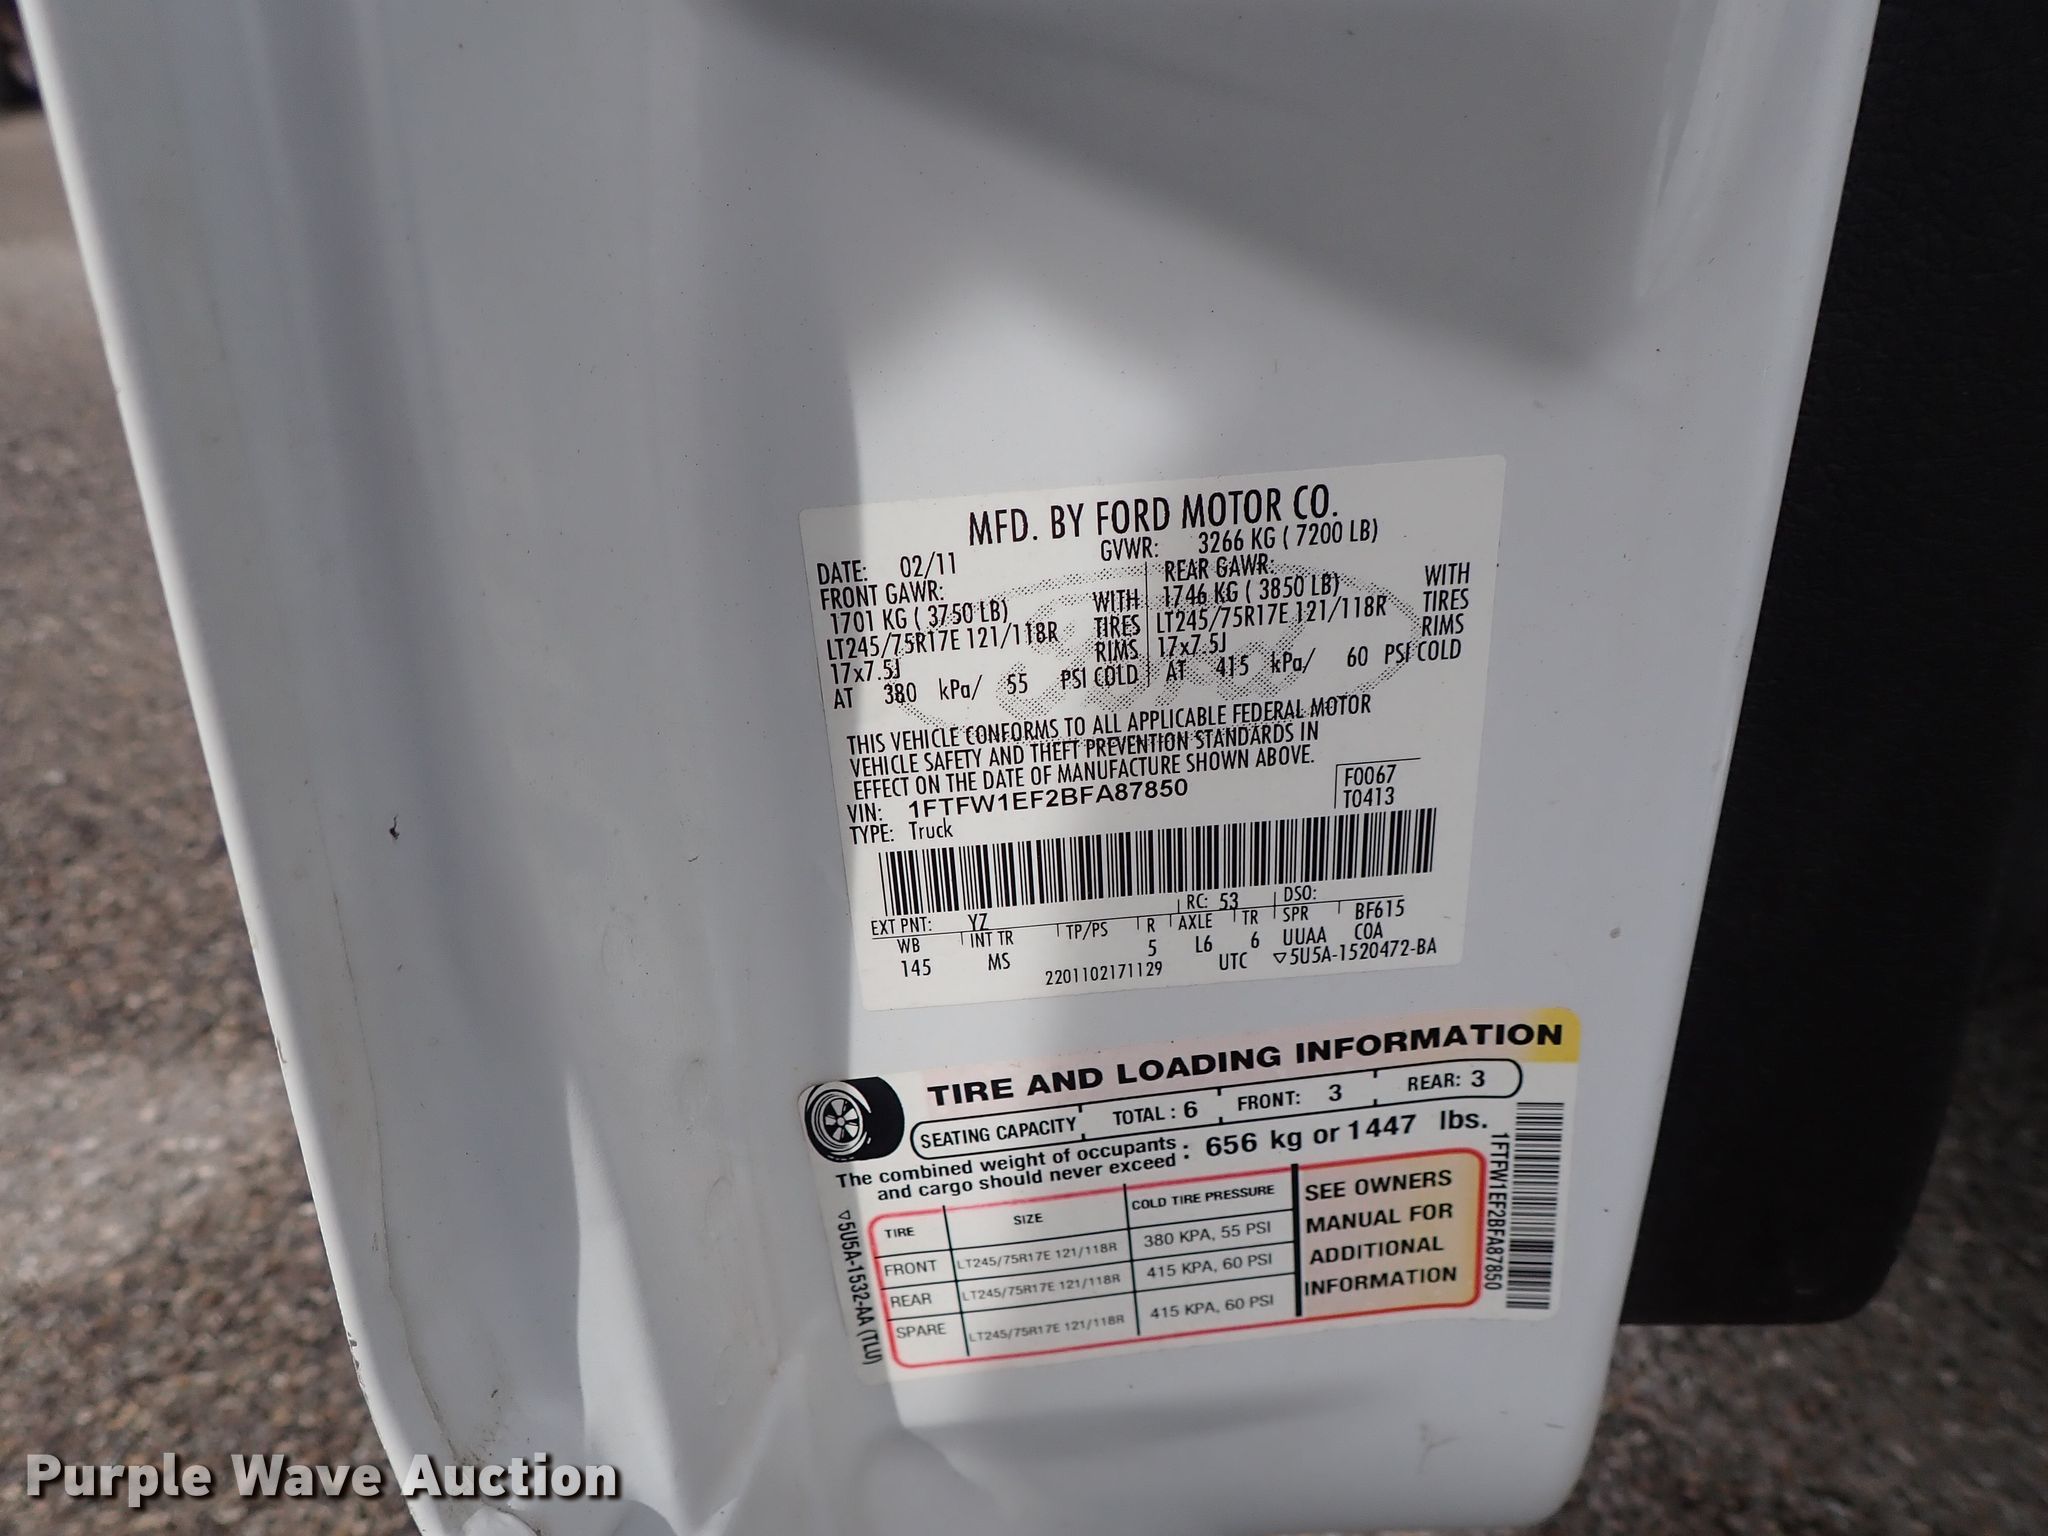 MFD. BY FORD MOTOR CO.
DATE: 02/11 GVWR: 3266 KG ( 7200 LB)
FRONT GAWR: REAR GAWR:
1701 KG ( 3750 LB) WITH 1746 KG ( 3850 LB) WITH
LT245/75R17E 121/118R TIRES LT245/75R17E 121/118R TIRES
17x7.5J RIMS 17x7.5J RIMS
AT 380 kPa/ 55 PSI COLD AT 415 kPa/ 60 PSI COLD
THIS VEHICLE CONFORMS TO ALL APPLICABLE FEDERAL MOTOR
VEHICLE SAFETY AND THEFT PREVENTION STANDARDS IN
EFFECT ON THE DATE OF MANUFACTURE SHOWN ABOVE.
VIN: 1FTFW1EF2BFA87850 F0067
TYPE: Truck T0413
EXT PNT: YZ RC: 53 DSO:
WB INT TR TP/PS R AXLE TR SPR BF615
145 MS 5 L6 6 UUAA COA
2201102171129 UTC ▽5U5A-1520472-BA
TIRE AND LOADING INFORMATION
SEATING CAPACITY TOTAL : 6 FRONT: 3 REAR: 3
The combined weight of occupants and cargo should never exceed : 656 kg or 1447 lbs.
TIRE SIZE COLD TIRE PRESSURE
FRONT LT245/75R17E 121/118R 380 KPA, 55 PSI
REAR LT245/75R17E 121/118R 415 KPA, 60 PSI
SPARE LT245/75R17E 121/118R 415 KPA, 60 PSI
SEE OWNERS
MANUAL FOR
ADDITIONAL
INFORMATION
▽5U5A-1532-AA (TLU)
1FTFW1EF2BFA87850
Purple Wave Auction